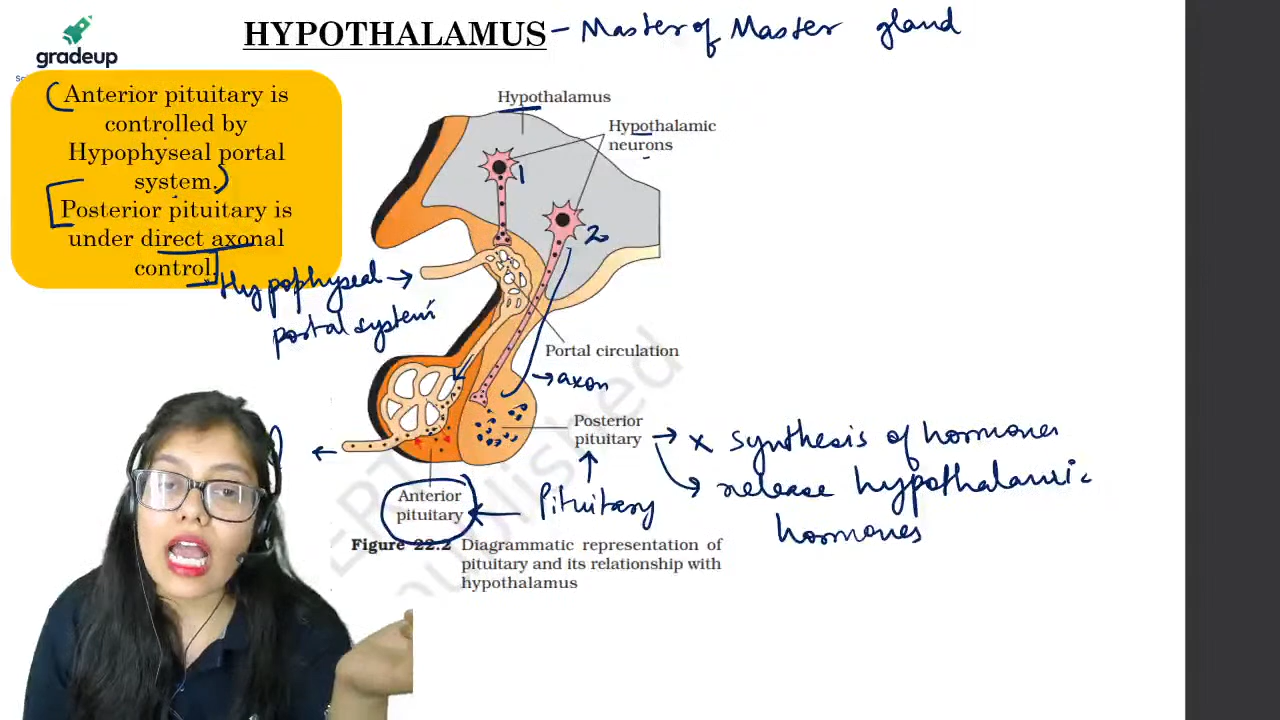 gradeup
HYPOTHALAMUS - Master of Master gland
Anterior pituitary is
controlled by
Hypophyseal portal
system.
Posterior pituitary is
under direct axonal
control.
Hypothalamus
Hypothalamic
neurons
1
2
Hypophyseal
portal system
Portal circulation
axon
Posterior
pituitary
x synthesis of hormones
release hypothalamic
hormones
Pituitary
Anterior
pituitary
Figure 22.2 Diagrammatic representation of
pituitary and its relationship with
hypothalamus
published